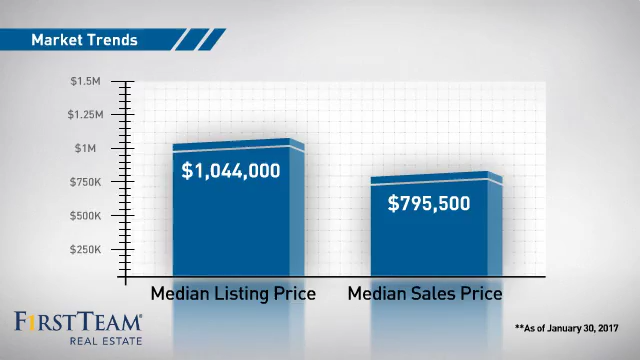 Market Trends
$1.5M
$1.25M
$1M
$750K
$500K
$250K
$1,044,000
$795,500
Median Listing Price
Median Sales Price
FIRSTTEAM®
REAL ESTATE
**As of January 30, 2017